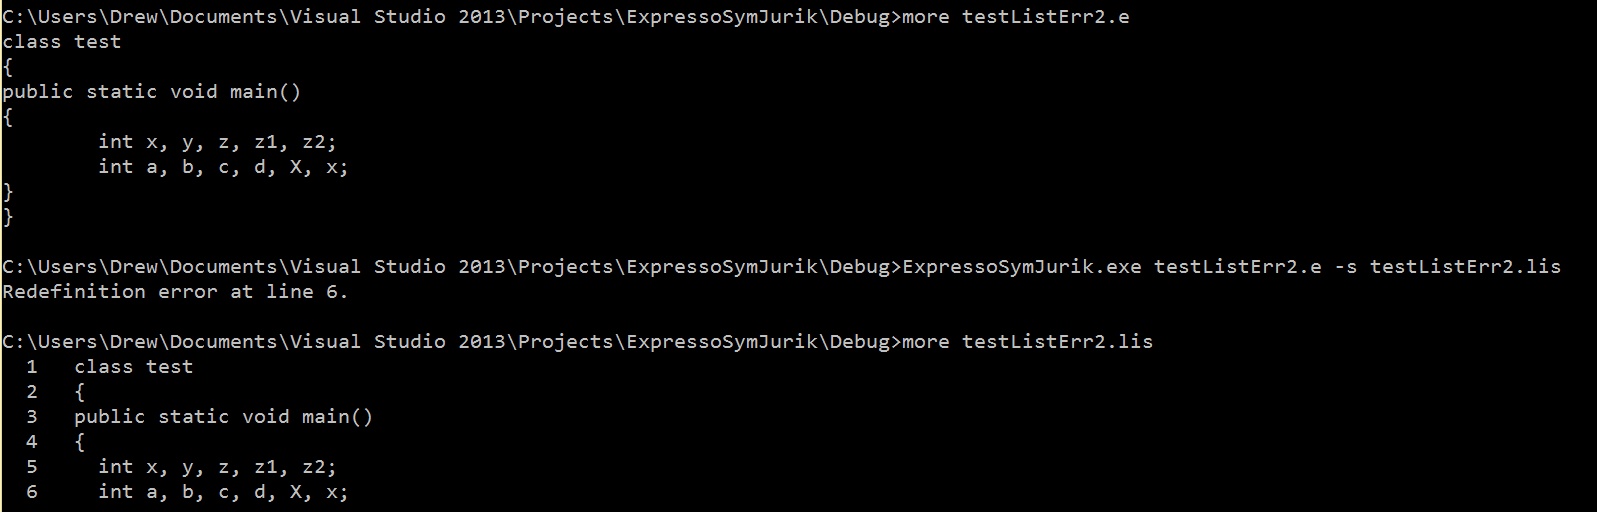 C:\Users\Drew\Documents\Visual Studio 2013\Projects\ExpressoSymJurik\Debug>more testListErr2.e
class test
{
public static void main()
{
        int x, y, z, z1, z2;
        int a, b, c, d, X, x;
}
}
C:\Users\Drew\Documents\Visual Studio 2013\Projects\ExpressoSymJurik\Debug>ExpressoSymJurik.exe testListErr2.e -s testListErr2.lis
Redefinition error at line 6.
C:\Users\Drew\Documents\Visual Studio 2013\Projects\ExpressoSymJurik\Debug>more testListErr2.lis
  1   class test
  2   {
  3   public static void main()
  4   {
  5     int x, y, z, z1, z2;
  6     int a, b, c, d, X, x;